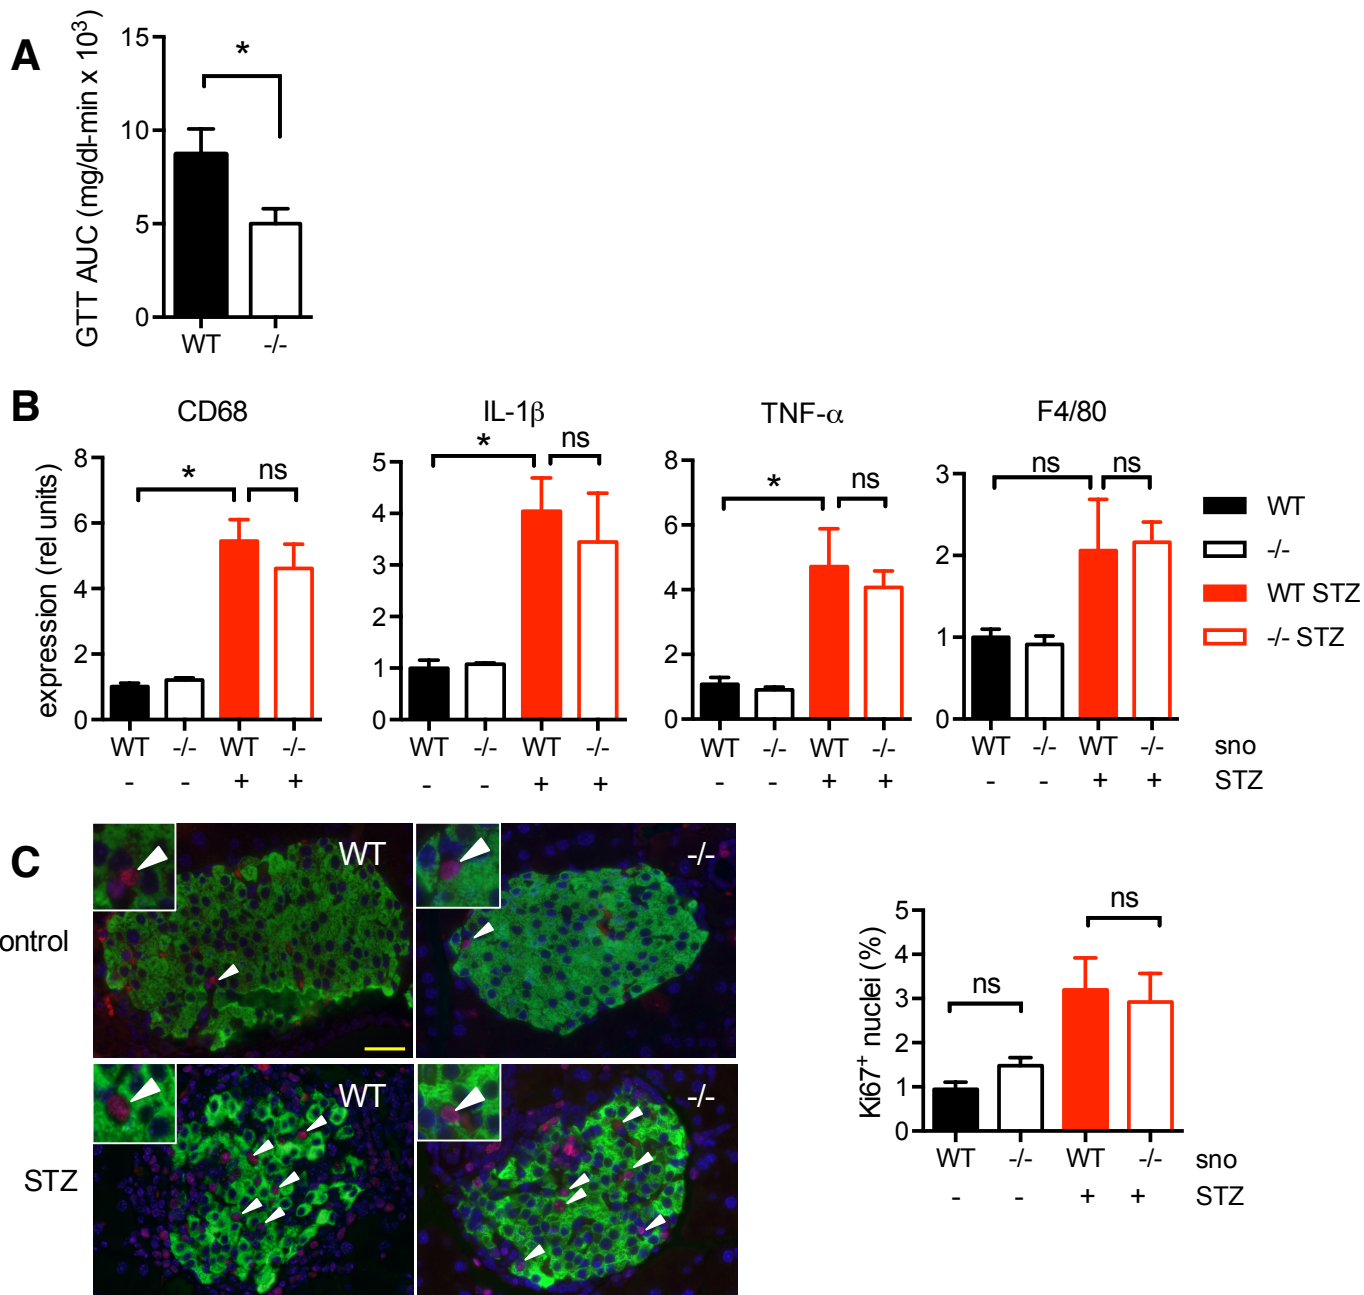 A
GTT AUC (mg/dl-min x 10³)
15
10
5
0
*
WT -/-
B
expression (rel units)
CD68
8
6
4
2
0
* ns
WT -/- WT -/-
- - + +
IL-1β
5
4
3
2
1
0
* ns
WT -/- WT -/-
- - + +
TNF-α
8
6
4
2
0
* ns
WT -/- WT -/-
- - + +
F4/80
3
2
1
0
ns ns
WT -/- WT -/- sno
- - + + STZ
WT
-/-
WT STZ
-/- STZ
C
ontrol
WT
-/-
STZ
WT
-/-
Ki67⁺ nuclei (%)
5
4
3
2
1
0
ns
ns
WT -/- WT -/- sno
- - + + STZ